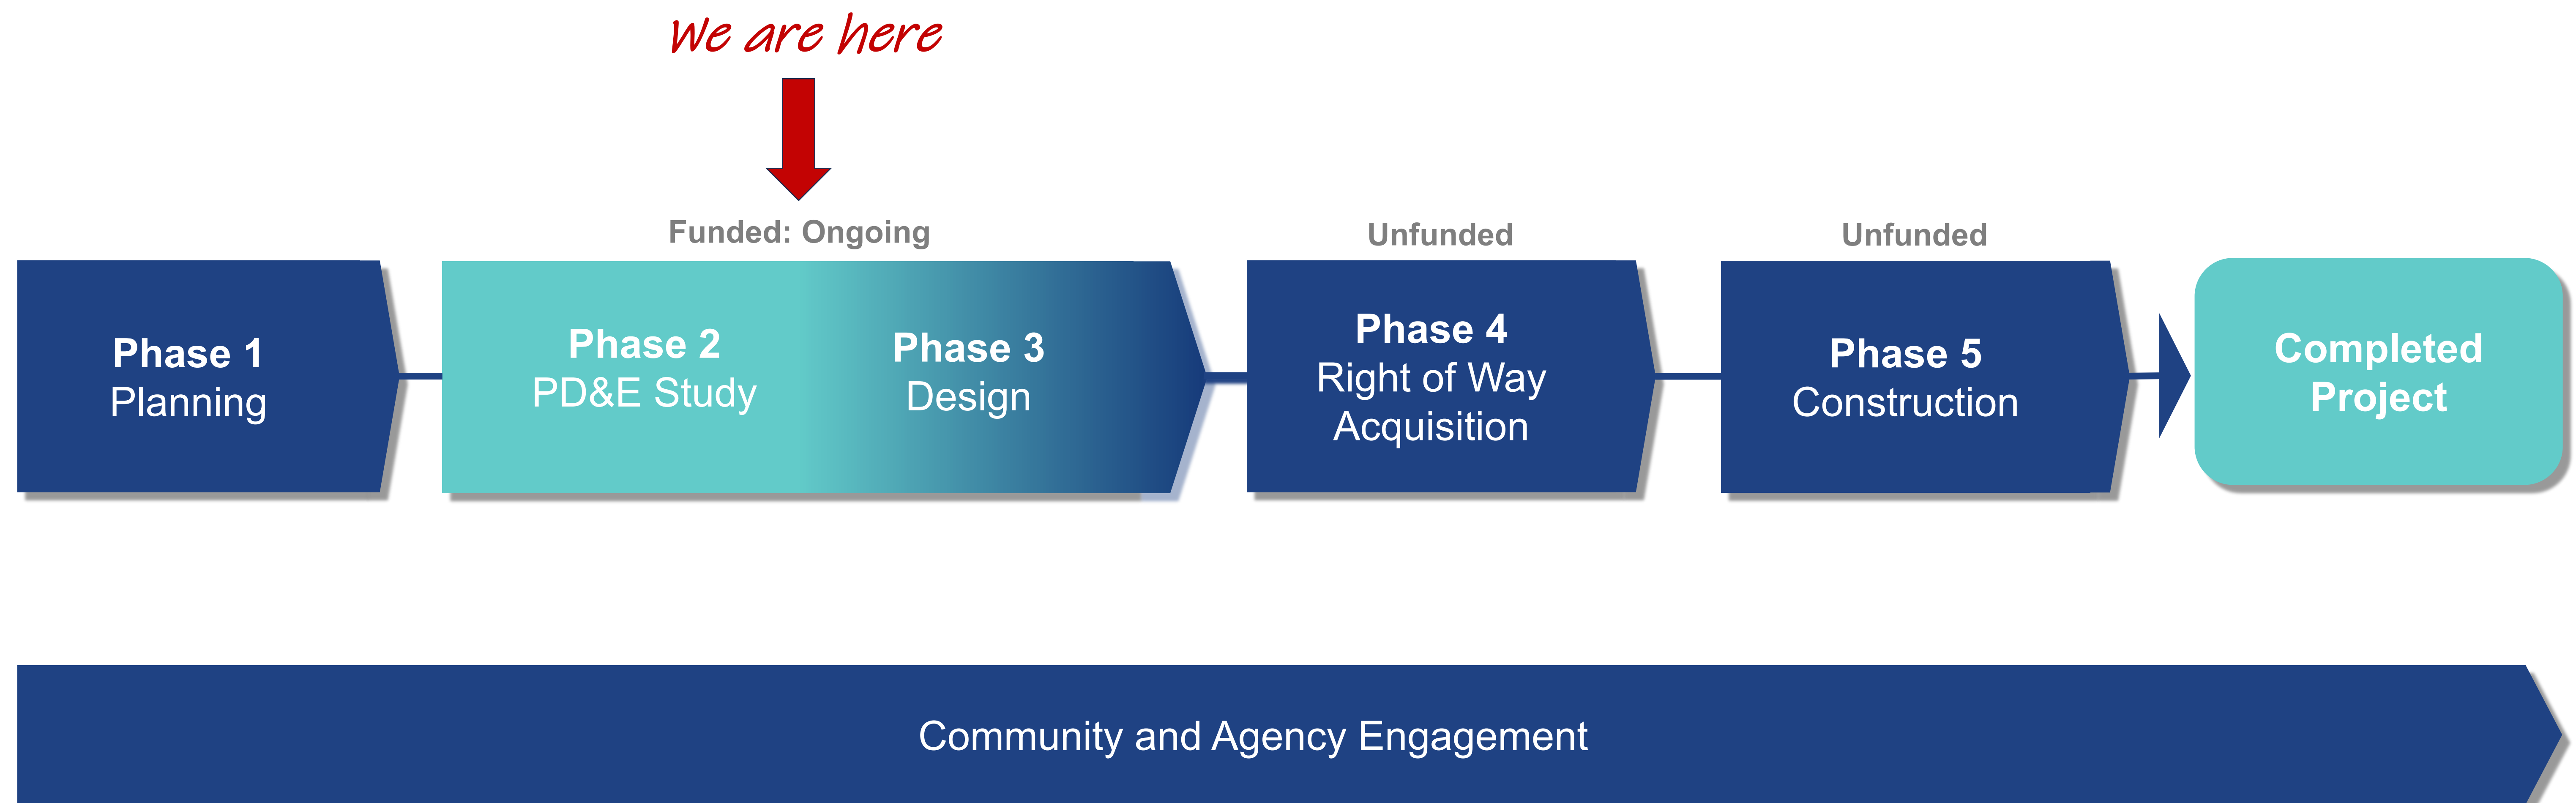 We are here
Funded: Ongoing
Unfunded
Unfunded
Phase 1
Planning
Phase 2
PD&E Study
Phase 3
Design
Phase 4
Right of Way
Acquisition
Phase 5
Construction
Completed
Project
Community and Agency Engagement